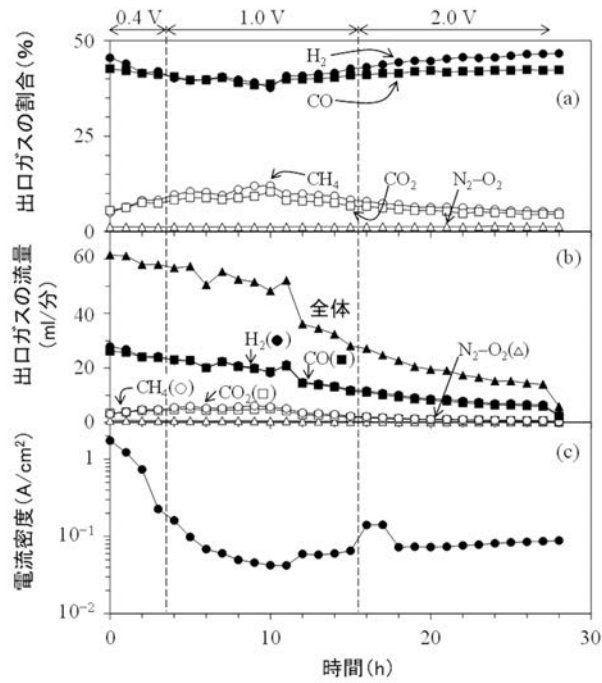 0.4 V 1.0 V 2.0 V
50
25
0
出口ガスの割合(%)
H2
CO
(a)
CH4
CO2
N2–O2
60
40
20
0
出口ガスの流量
(ml/分)
(b)
全体
H2(●)
CO(■)
N2–O2(△)
CH4(○)
CO2(□)
1
10-1
10-2
電流密度(A/cm2)
(c)
0 10 20 30
時間(h)